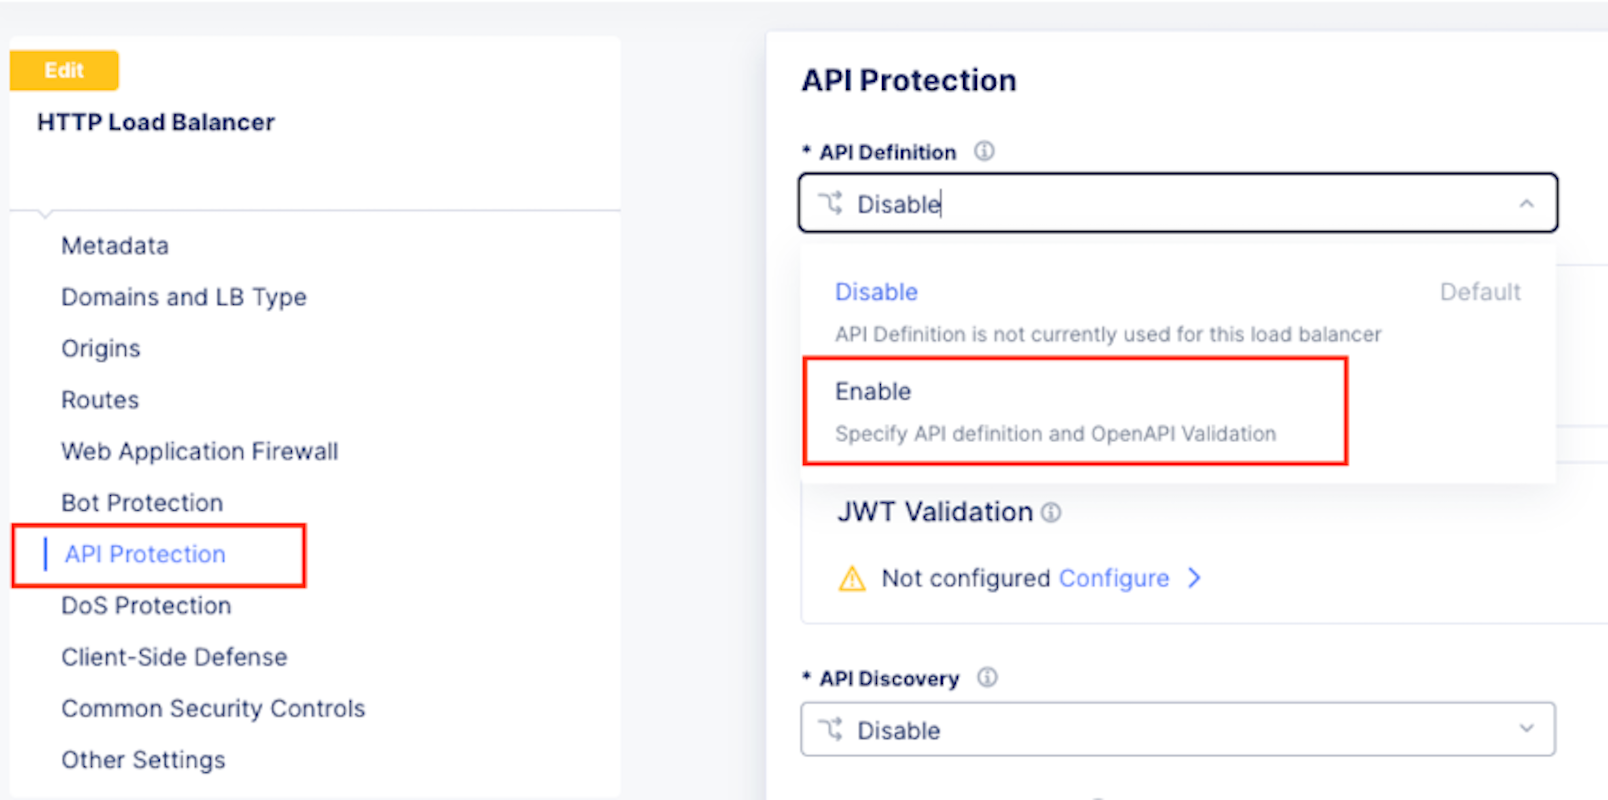 Edit
HTTP Load Balancer
Metadata
Domains and LB Type
Origins
Routes
Web Application Firewall
Bot Protection
API Protection
DoS Protection
Client-Side Defense
Common Security Controls
Other Settings
API Protection
* API Definition
Disable
Disable Default
API Definition is not currently used for this load balancer
Enable
Specify API definition and OpenAPI Validation
JWT Validation
Not configured Configure
* API Discovery
Disable